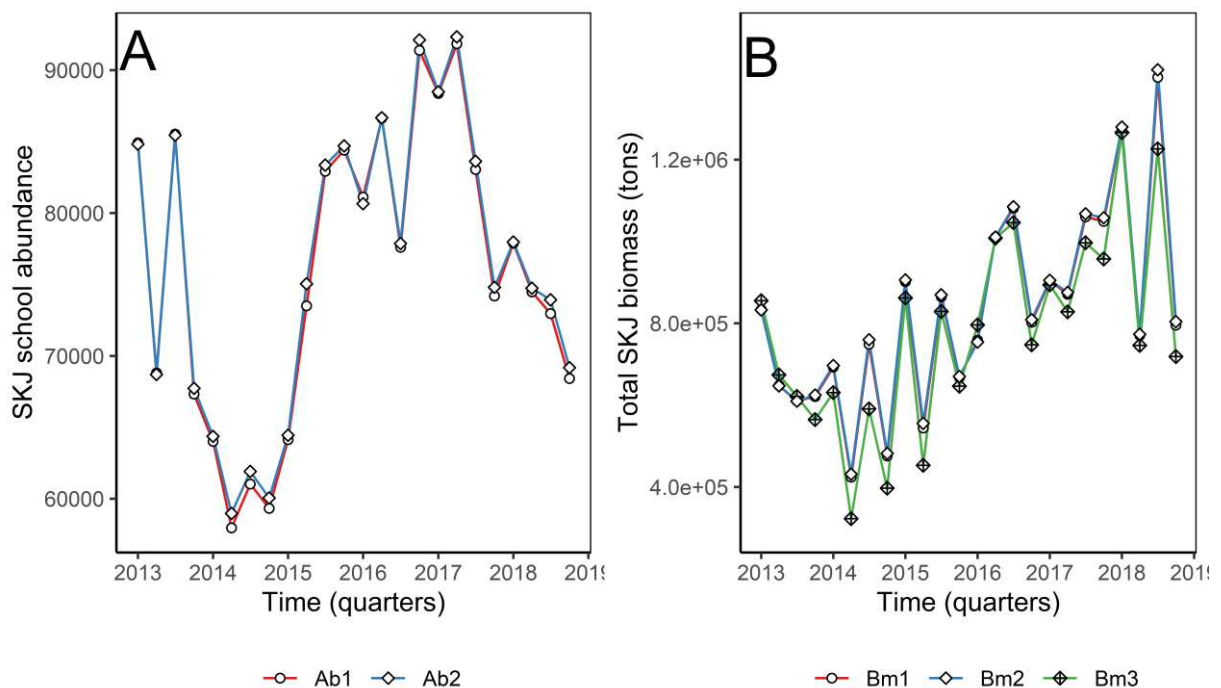 A
SKJ school abundance
90000
80000
70000
60000
2013 2014 2015 2016 2017 2018 2019
Time (quarters)
Ab1 Ab2
B
Total SKJ biomass (tons)
1.2e+06
8.0e+05
4.0e+05
2013 2014 2015 2016 2017 2018 2019
Time (quarters)
Bm1 Bm2 Bm3